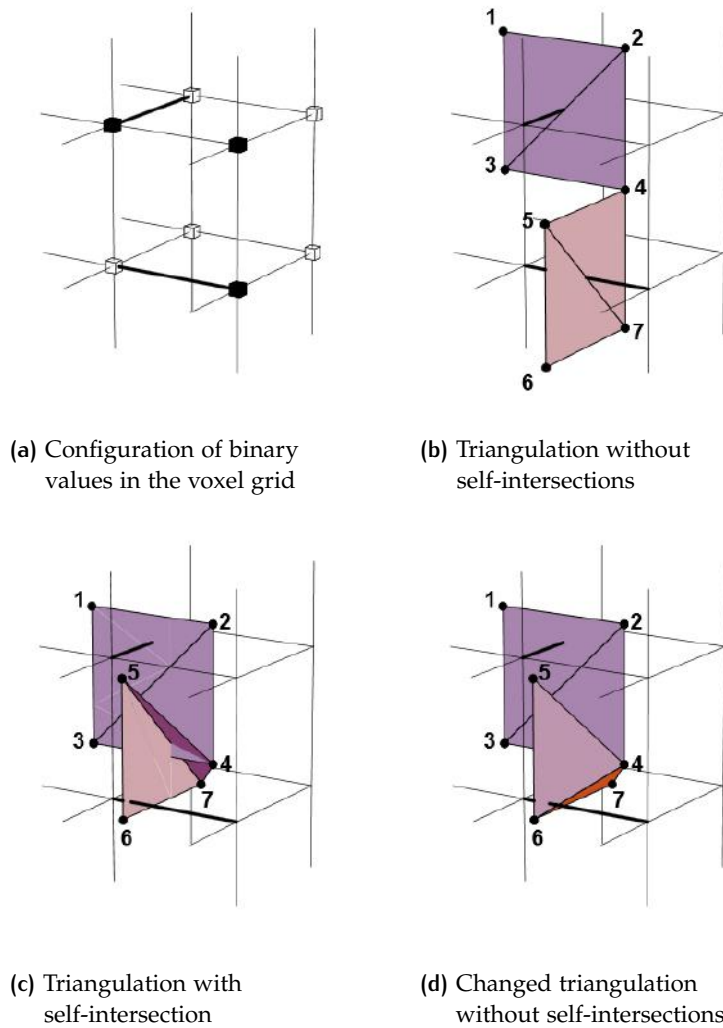 1
2
3
4
5
6
7
(a) Configuration of binary
values in the voxel grid
(b) Triangulation without
self-intersections
1
2
3
4
5
6
7
1
2
3
4
5
6
7
(c) Triangulation with
self-intersection
(d) Changed triangulation
without self-intersections